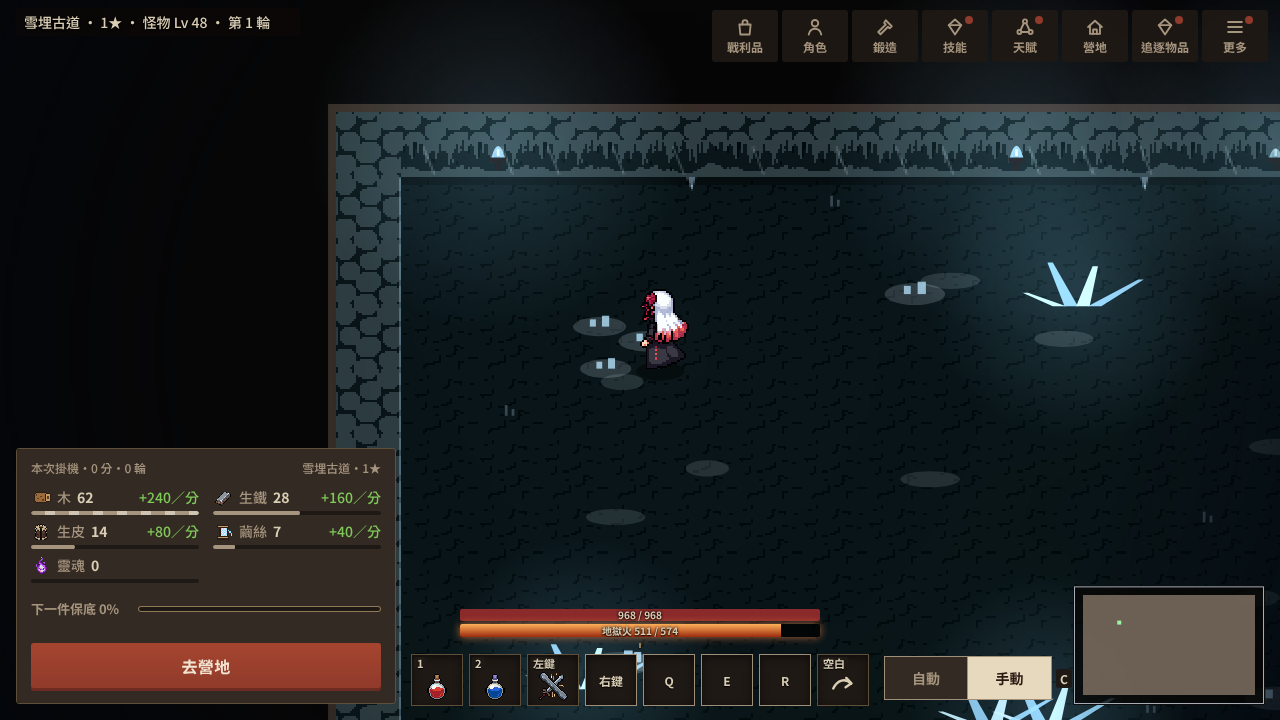 雪埋古道 • 1★ • 怪物 Lv 48 • 第 1 輪
戰利品
角色
鍛造
技能
天賦
營地
追逐物品
更多
本次掛機・0 分・0 輪
雪埋古道・1★
木 62 +240／分
生鐵 28 +160／分
生皮 14 +80／分
繭絲 7 +40／分
靈魂 0
下一件保底 0%
去營地
968 / 968
地獄火 511 / 574
1
2
左鍵
右鍵
Q
E
R
空白
自動
手動
C